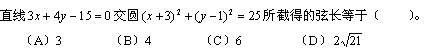 直线3x+4y-15=0交圆(x+3)²+(y-1)²=25所截得的弦长等于（　　）。
（A）3　　（B）4　　（C）6　　（D）2√21